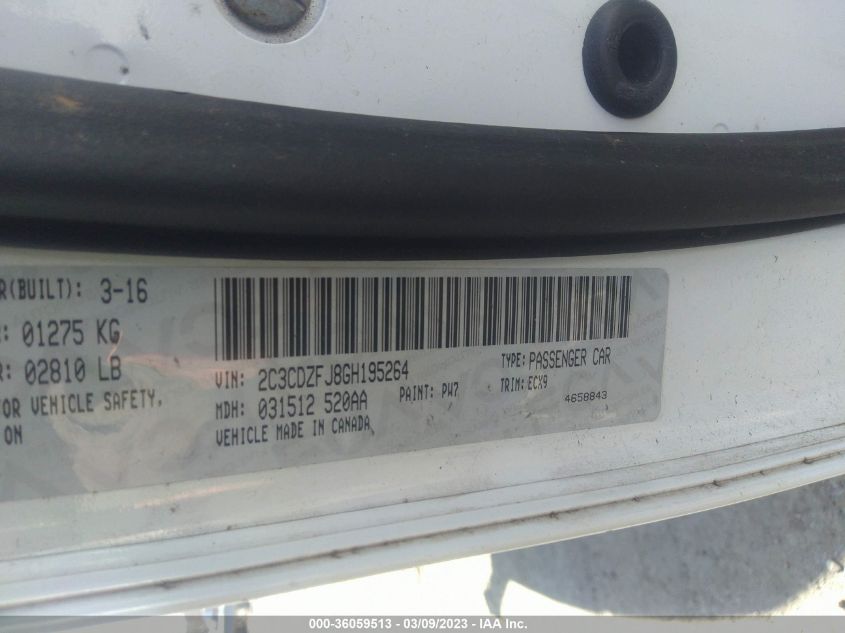 R(BUILT): 3-16
: 01275 KG
R: 02810 LB
OR VEHICLE SAFETY,
ON
VIN: 2C3CDZFJ8GH195264
MDH: 031512 520AA
PAINT: PW7
VEHICLE MADE IN CANADA
TYPE: PASSENGER CAR
TRIM: ECX9
4658843
000-36059513 - 03/09/2023 - IAA Inc.